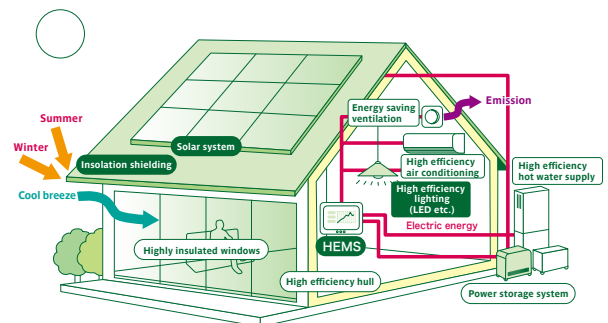 Energy saving
ventilation
Emission
Summer
Solar system
Winter
Insolation shielding
High efficiency
air conditioning
High efficiency
hot water supply
Cool breeze
High efficiency
lighting
(LED etc.)
Electric energy
HEMS
Highly insulated windows
High efficiency hull
Power storage system